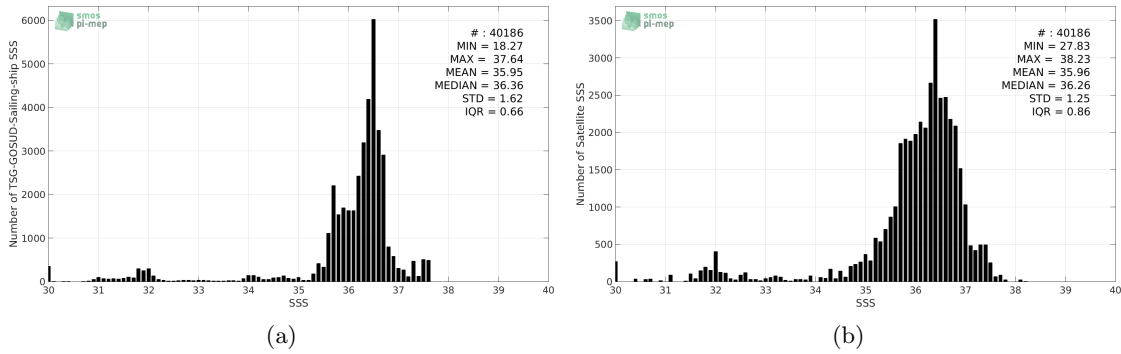 smos
pi-mep
# : 40186
MIN = 18.27
MAX = 37.64
MEAN = 35.95
MEDIAN = 36.36
STD = 1.62
IQR = 0.66
Number of TSG-GOSUD-Sailing-ship SSS
6000
5000
4000
3000
2000
1000
0
30 31 32 33 34 35 36 37 38 39 40
SSS
(a)
smos
pi-mep
# : 40186
MIN = 27.83
MAX = 38.23
MEAN = 35.96
MEDIAN = 36.26
STD = 1.25
IQR = 0.86
Number of Satellite SSS
3500
3000
2500
2000
1500
1000
500
0
30 31 32 33 34 35 36 37 38 39 40
SSS
(b)